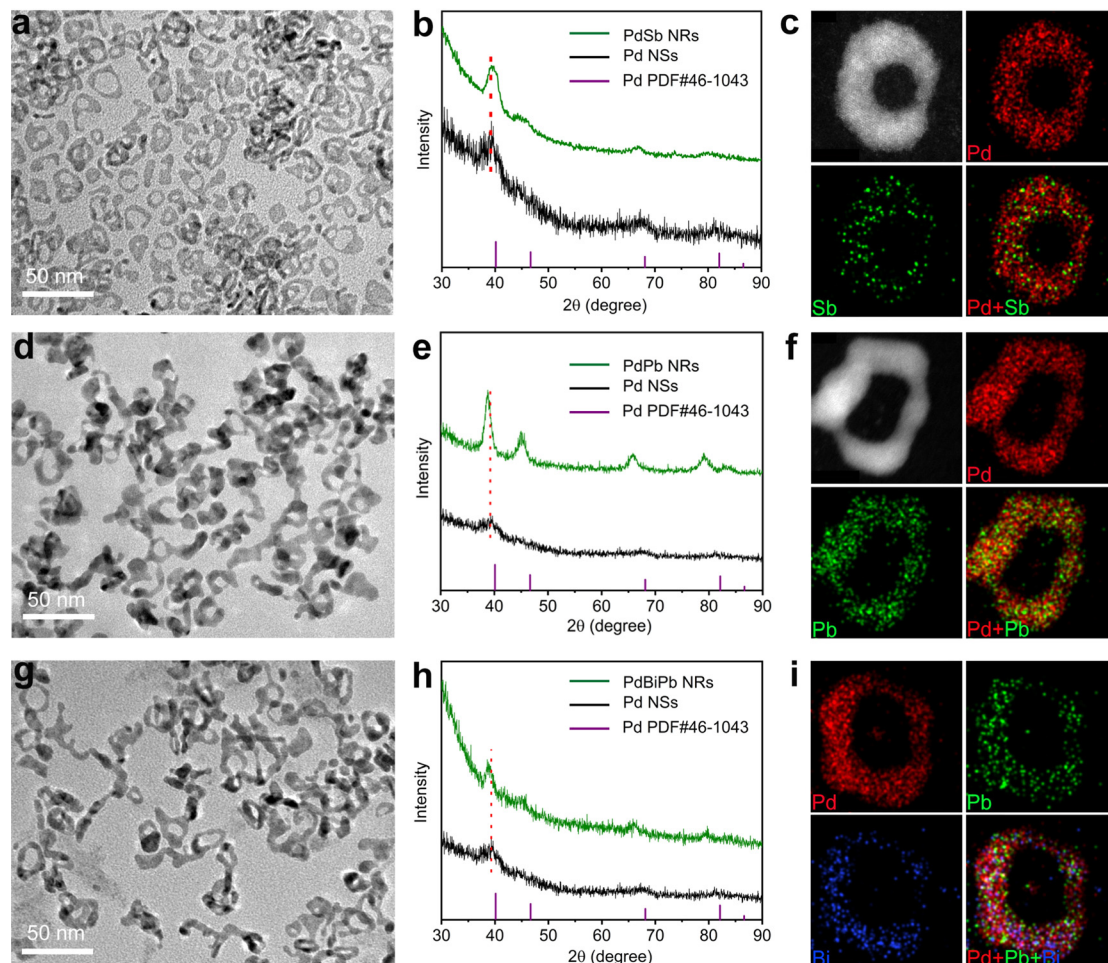 a
50 nm
b
PdSb NRs
Pd NSs
Pd PDF#46-1043
Intensity
30 40 50 60 70 80 90
2θ (degree)
c
Pd
Sb
Pd+Sb
d
50 nm
e
PdPb NRs
Pd NSs
Pd PDF#46-1043
Intensity
30 40 50 60 70 80 90
2θ (degree)
f
Pd
Pb
Pd+Pb
g
50 nm
h
PdBiPb NRs
Pd NSs
Pd PDF#46-1043
Intensity
30 40 50 60 70 80 90
2θ (degree)
i
Pd
Pb
Bi
Pd+Pb+Bi